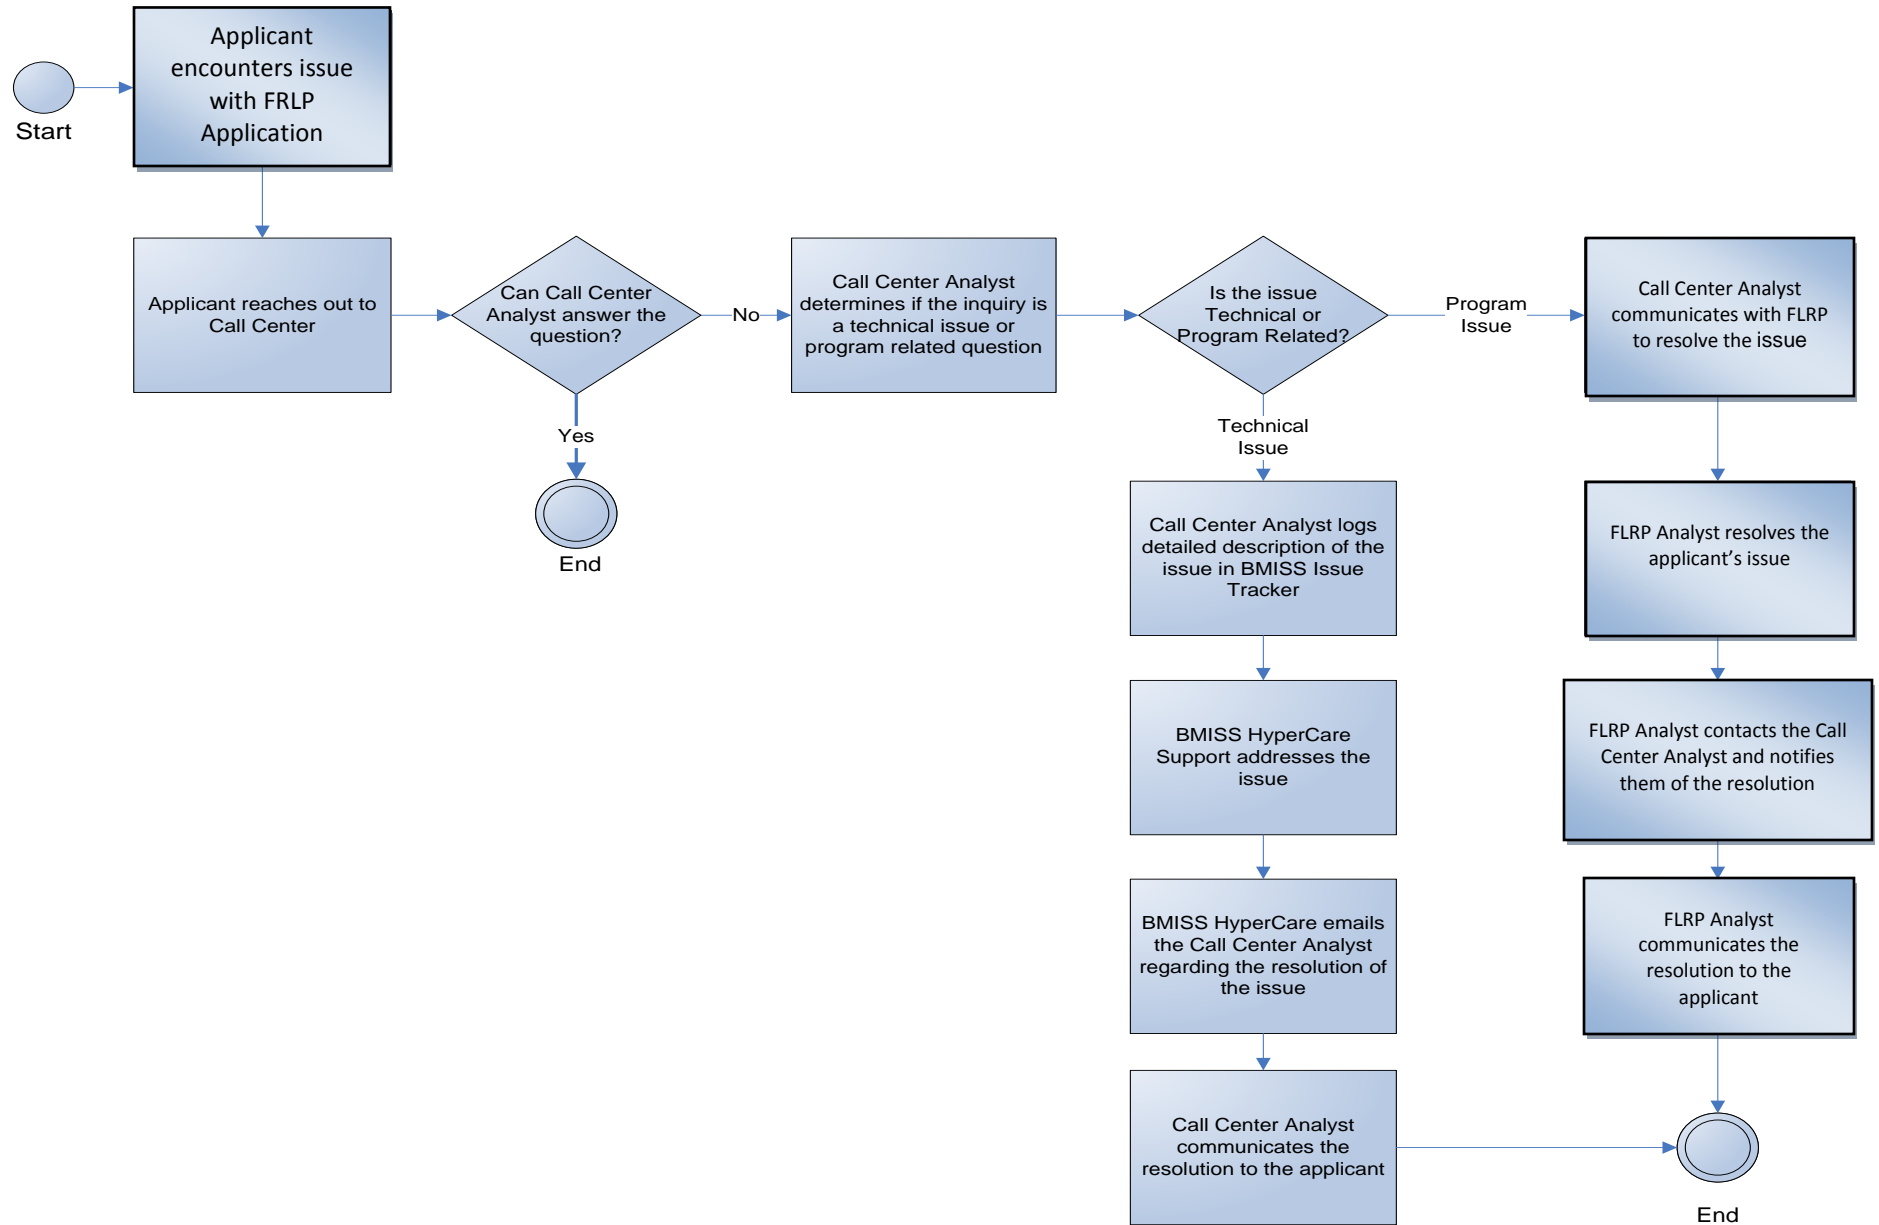 Applicant
encounters issue
with FRLP
Application
Start
Applicant reaches out to
Call Center
Can Call Center
Analyst answer the
question?
No
Yes
End
Call Center Analyst
determines if the inquiry is
a technical issue or
program related question
Is the issue
Technical or
Program Related?
Program
Issue
Technical
Issue
Call Center Analyst
communicates with FLRP
to resolve the issue
Call Center Analyst logs
detailed description of the
issue in BMISS Issue
Tracker
FLRP Analyst resolves the
applicant’s issue
BMISS HyperCare
Support addresses the
issue
FLRP Analyst contacts the Call
Center Analyst and notifies
them of the resolution
BMISS HyperCare emails
the Call Center Analyst
regarding the resolution of
the issue
FLRP Analyst
communicates the
resolution to the
applicant
Call Center Analyst
communicates the
resolution to the applicant
End